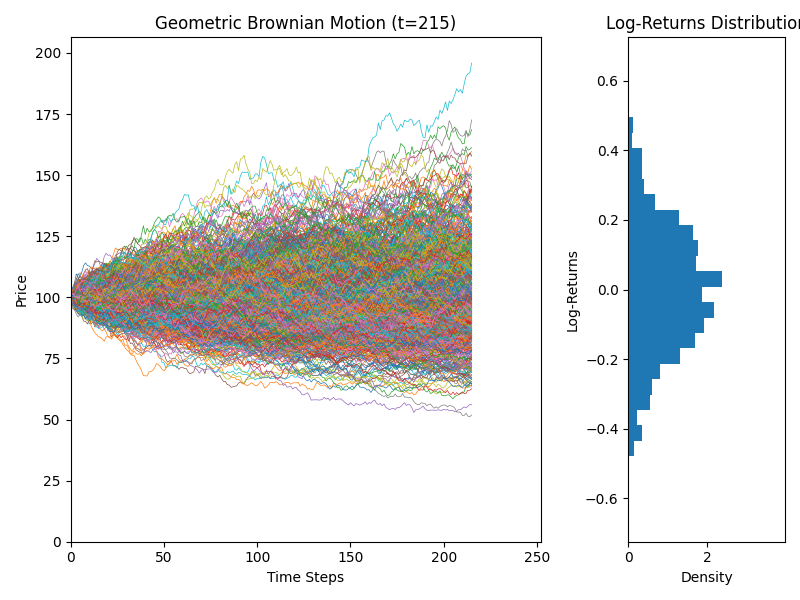 Geometric Brownian Motion (t=215)
Price
200
175
150
125
100
75
50
25
0
0 50 100 150 200 250
Time Steps
Log-Returns Distribution
Log-Returns
0.6
0.4
0.2
0.0
−0.2
−0.4
−0.6
0 2
Density